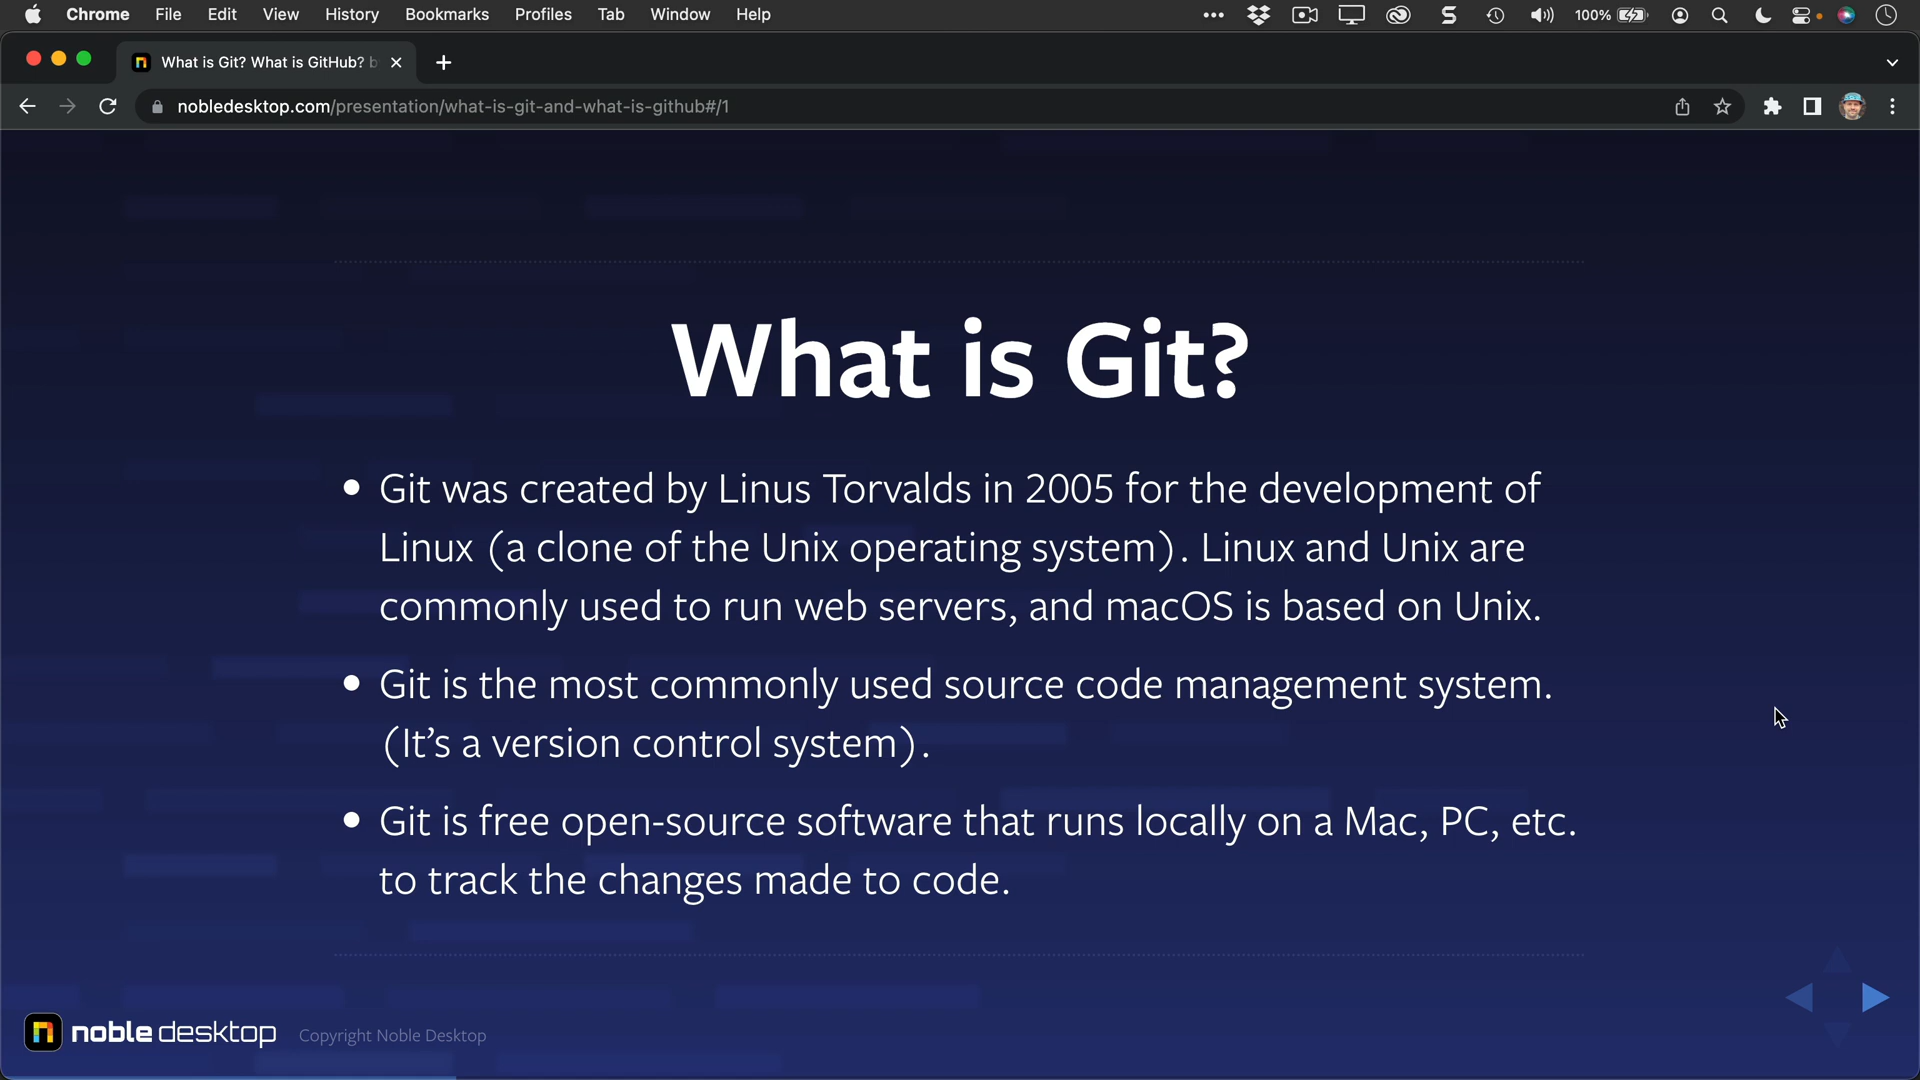 Chrome File Edit View History Bookmarks Profiles Tab Window Help
100%
What is Git? What is GitHub? b
nobledesktop.com/presentation/what-is-git-and-what-is-github#/1
What is Git?
• Git was created by Linus Torvalds in 2005 for the development of
Linux (a clone of the Unix operating system). Linux and Unix are
commonly used to run web servers, and macOS is based on Unix.
• Git is the most commonly used source code management system.
(It’s a version control system).
• Git is free open-source software that runs locally on a Mac, PC, etc.
to track the changes made to code.
noble desktop Copyright Noble Desktop